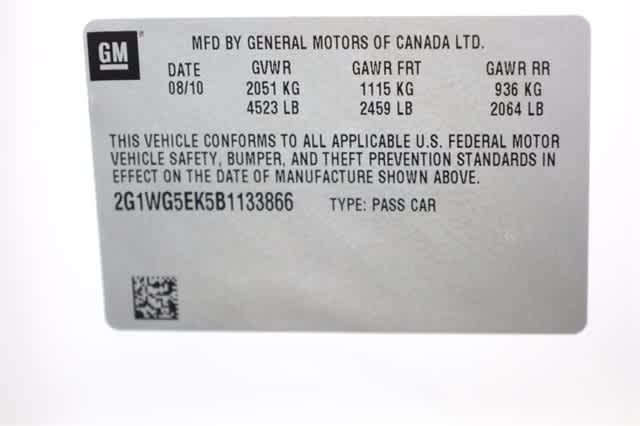 GM MFD BY GENERAL MOTORS OF CANADA LTD.
DATE GVWR GAWR FRT GAWR RR
08/10 2051 KG 1115 KG 936 KG
4523 LB 2459 LB 2064 LB
THIS VEHICLE CONFORMS TO ALL APPLICABLE U.S. FEDERAL MOTOR
VEHICLE SAFETY, BUMPER, AND THEFT PREVENTION STANDARDS IN
EFFECT ON THE DATE OF MANUFACTURE SHOWN ABOVE.
2G1WG5EK5B1133866 TYPE: PASS CAR